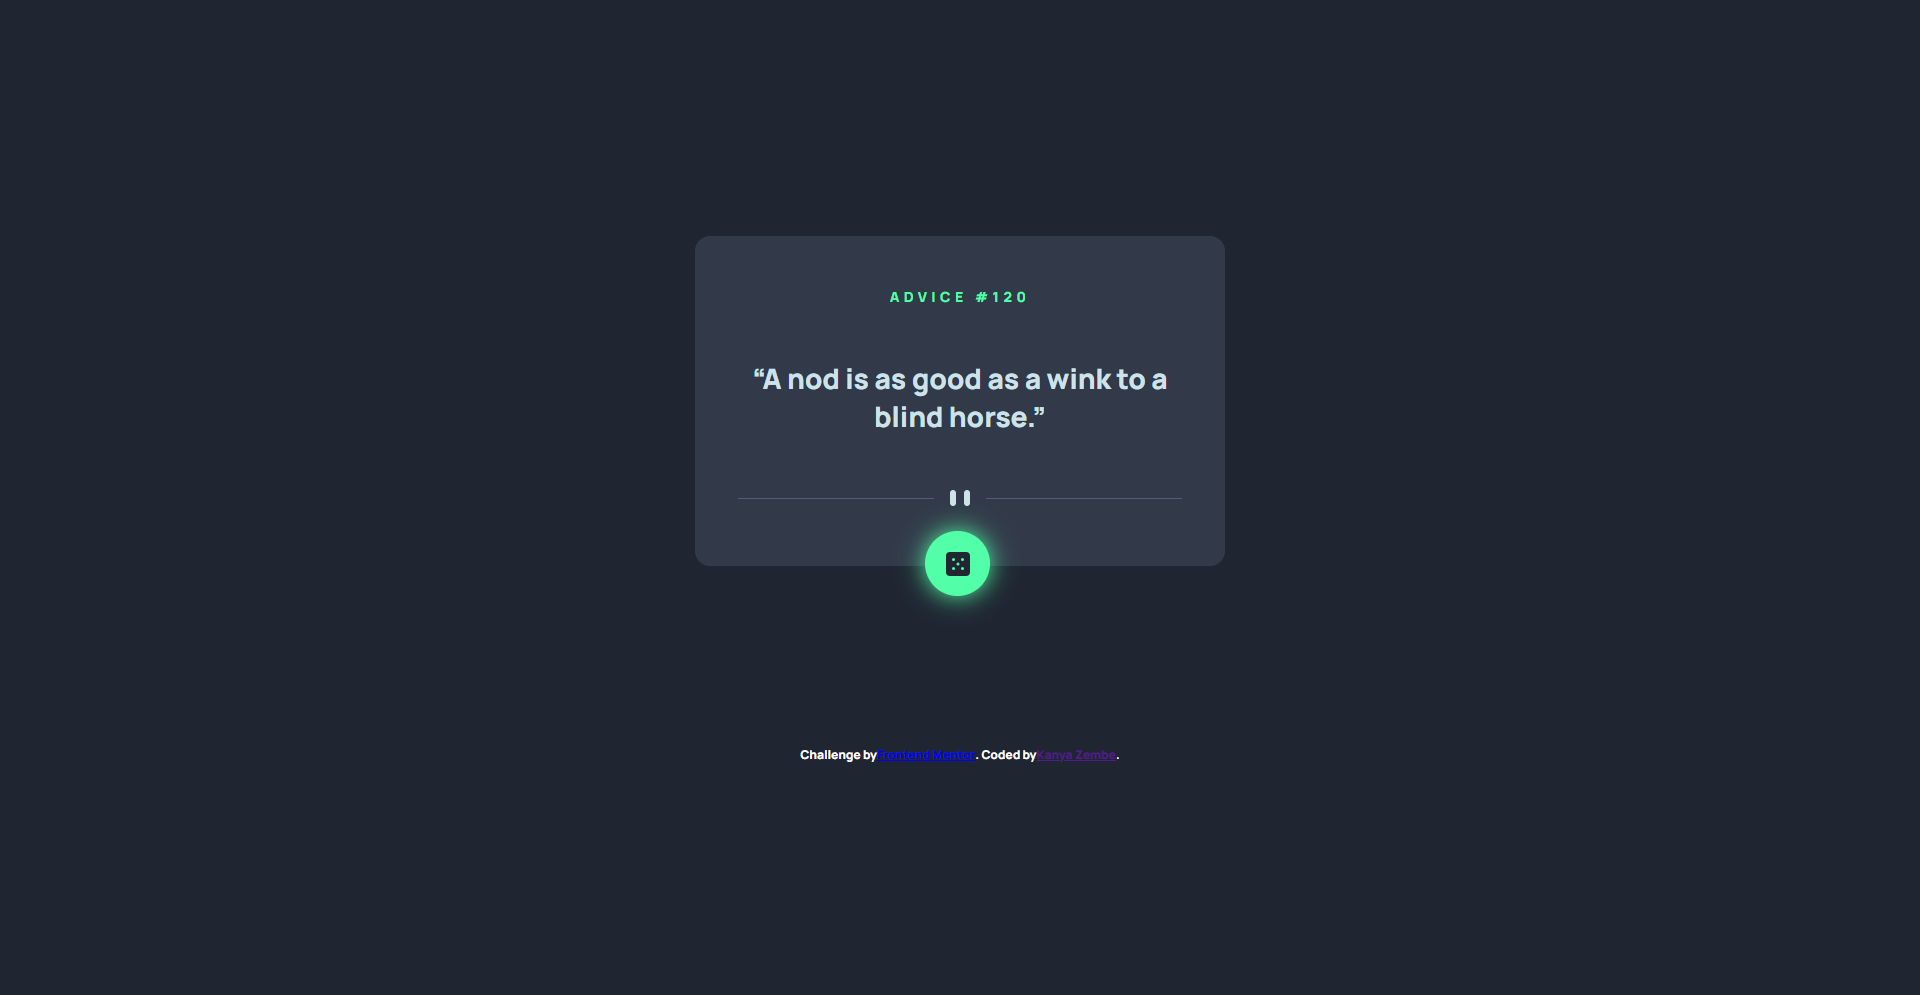 ADVICE #120
“A nod is as good as a wink to a
blind horse.”
Challenge by Frontend Mentor. Coded by Kanya Zembe.